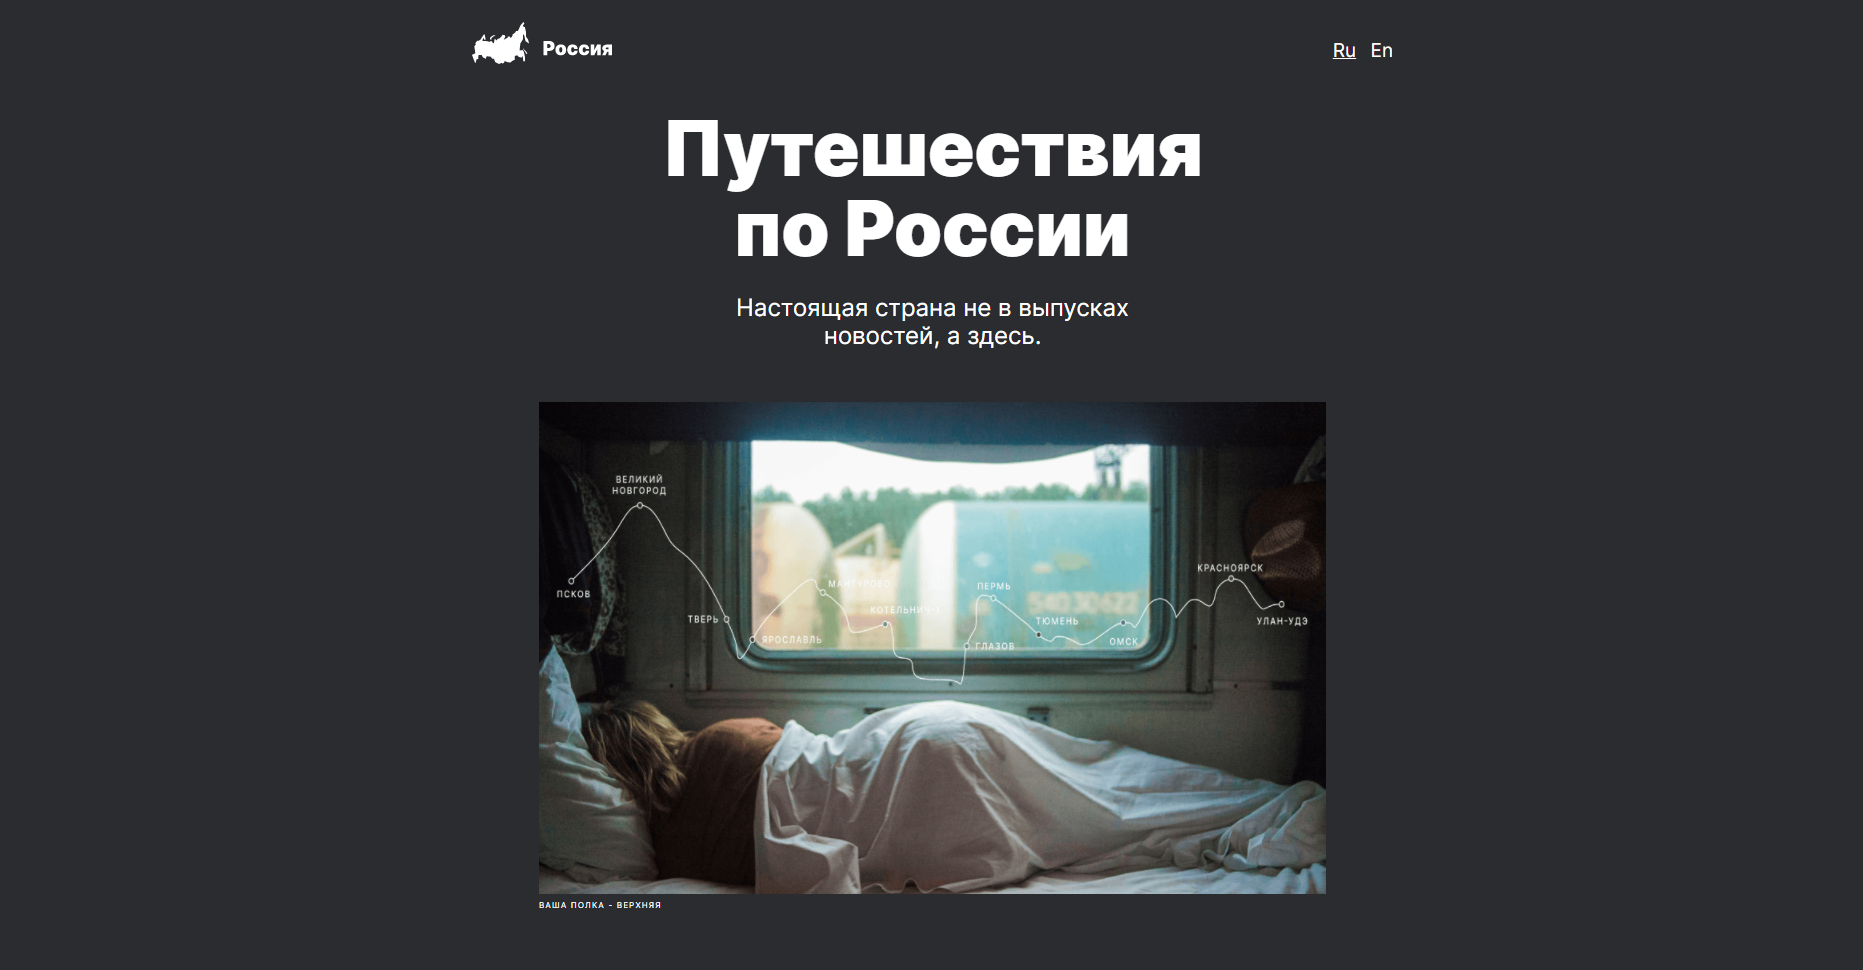 Россия
Ru En
Путешествия
по России
Настоящая страна не в выпусках
новостей, а здесь.
ВЕЛИКИЙ
НОВГОРОД
ПСКОВ
ТВЕРЬ
ЯРОСЛАВЛЬ
МАНТУРОВО
КОТЕЛЬНИЧ-1
ПЕРМЬ
ГЛАЗОВ
ТЮМЕНЬ
ОМСК
КРАСНОЯРСК
УЛАН-УДЭ
54030622
ВАША ПОЛКА - ВЕРХНЯЯ